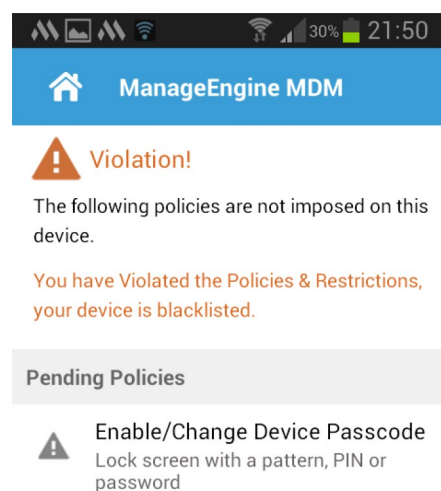 30% 21:50
ManageEngine MDM
Violation!
The following policies are not imposed on this
device.
You have Violated the Policies & Restrictions,
your device is blacklisted.
Pending Policies
Enable/Change Device Passcode
Lock screen with a pattern, PIN or
password